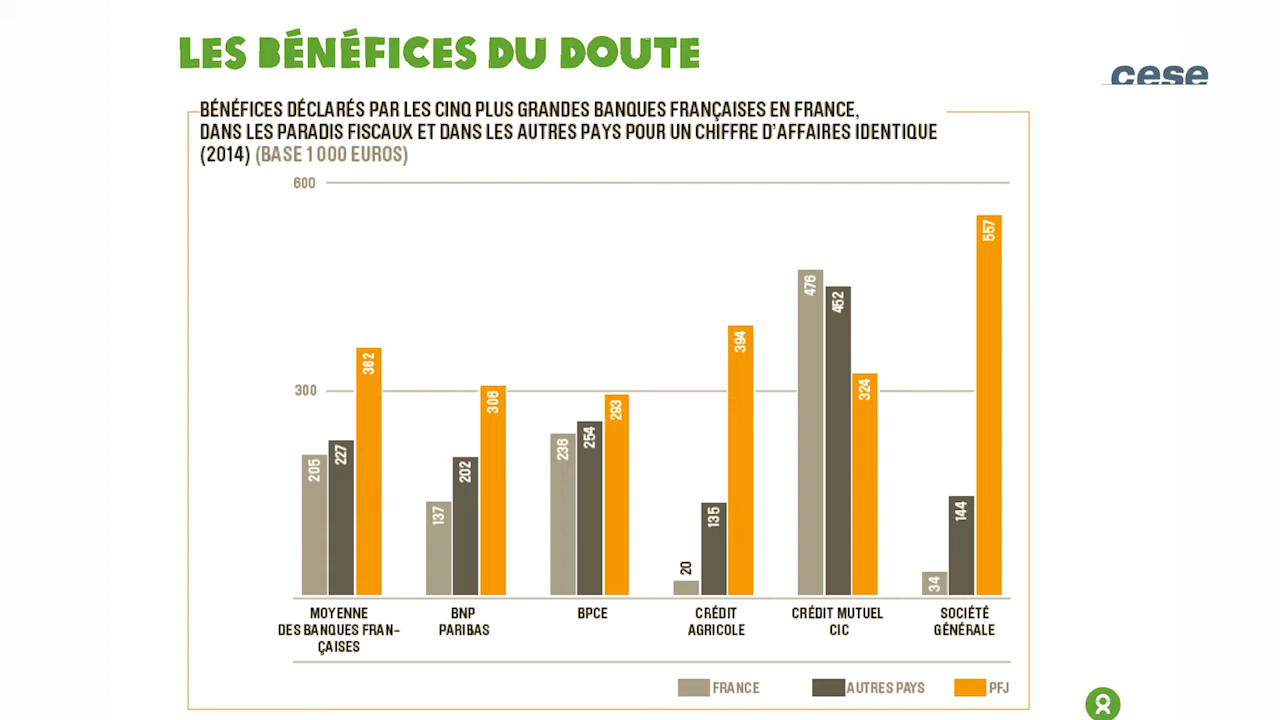 LES BÉNÉFICES DU DOUTE
cese
BÉNÉFICES DÉCLARÉS PAR LES CINQ PLUS GRANDES BANQUES FRANÇAISES EN FRANCE,
DANS LES PARADIS FISCAUX ET DANS LES AUTRES PAYS POUR UN CHIFFRE D'AFFAIRES IDENTIQUE
(2014) (BASE 1 000 EUROS)
600
300
205 227 362
137 202 306
236 254 293
20 135 394
476 452 324
34 144 557
MOYENNE
DES BANQUES FRAN-
ÇAISES
BNP
PARIBAS
BPCE
CRÉDIT
AGRICOLE
CRÉDIT MUTUEL
CIC
SOCIÉTÉ
GÉNÉRALE
FRANCE AUTRES PAYS PFJ